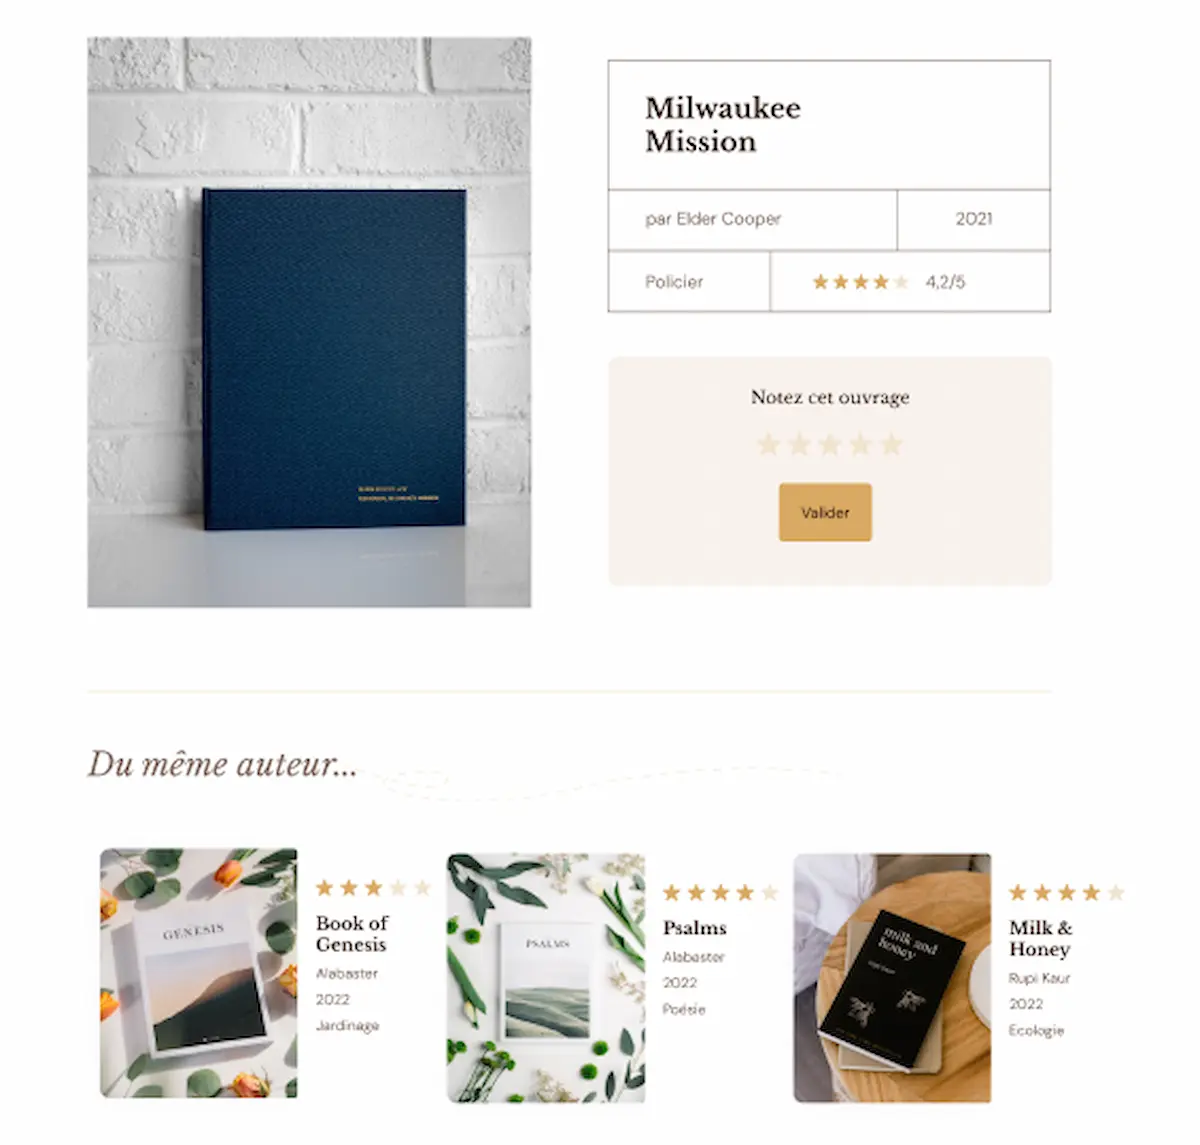 Milwaukee
Mission
par Elder Cooper
2021
Policier
4,2/5
Notez cet ouvrage
Valider
Du même auteur...
GENESIS
Book of
Genesis
Alabaster
2022
Jardinage
PSALMS
Psalms
Alabaster
2022
Poésie
milk and
honey
rupi kaur
Milk &
Honey
Rupi Kaur
2022
Ecologie